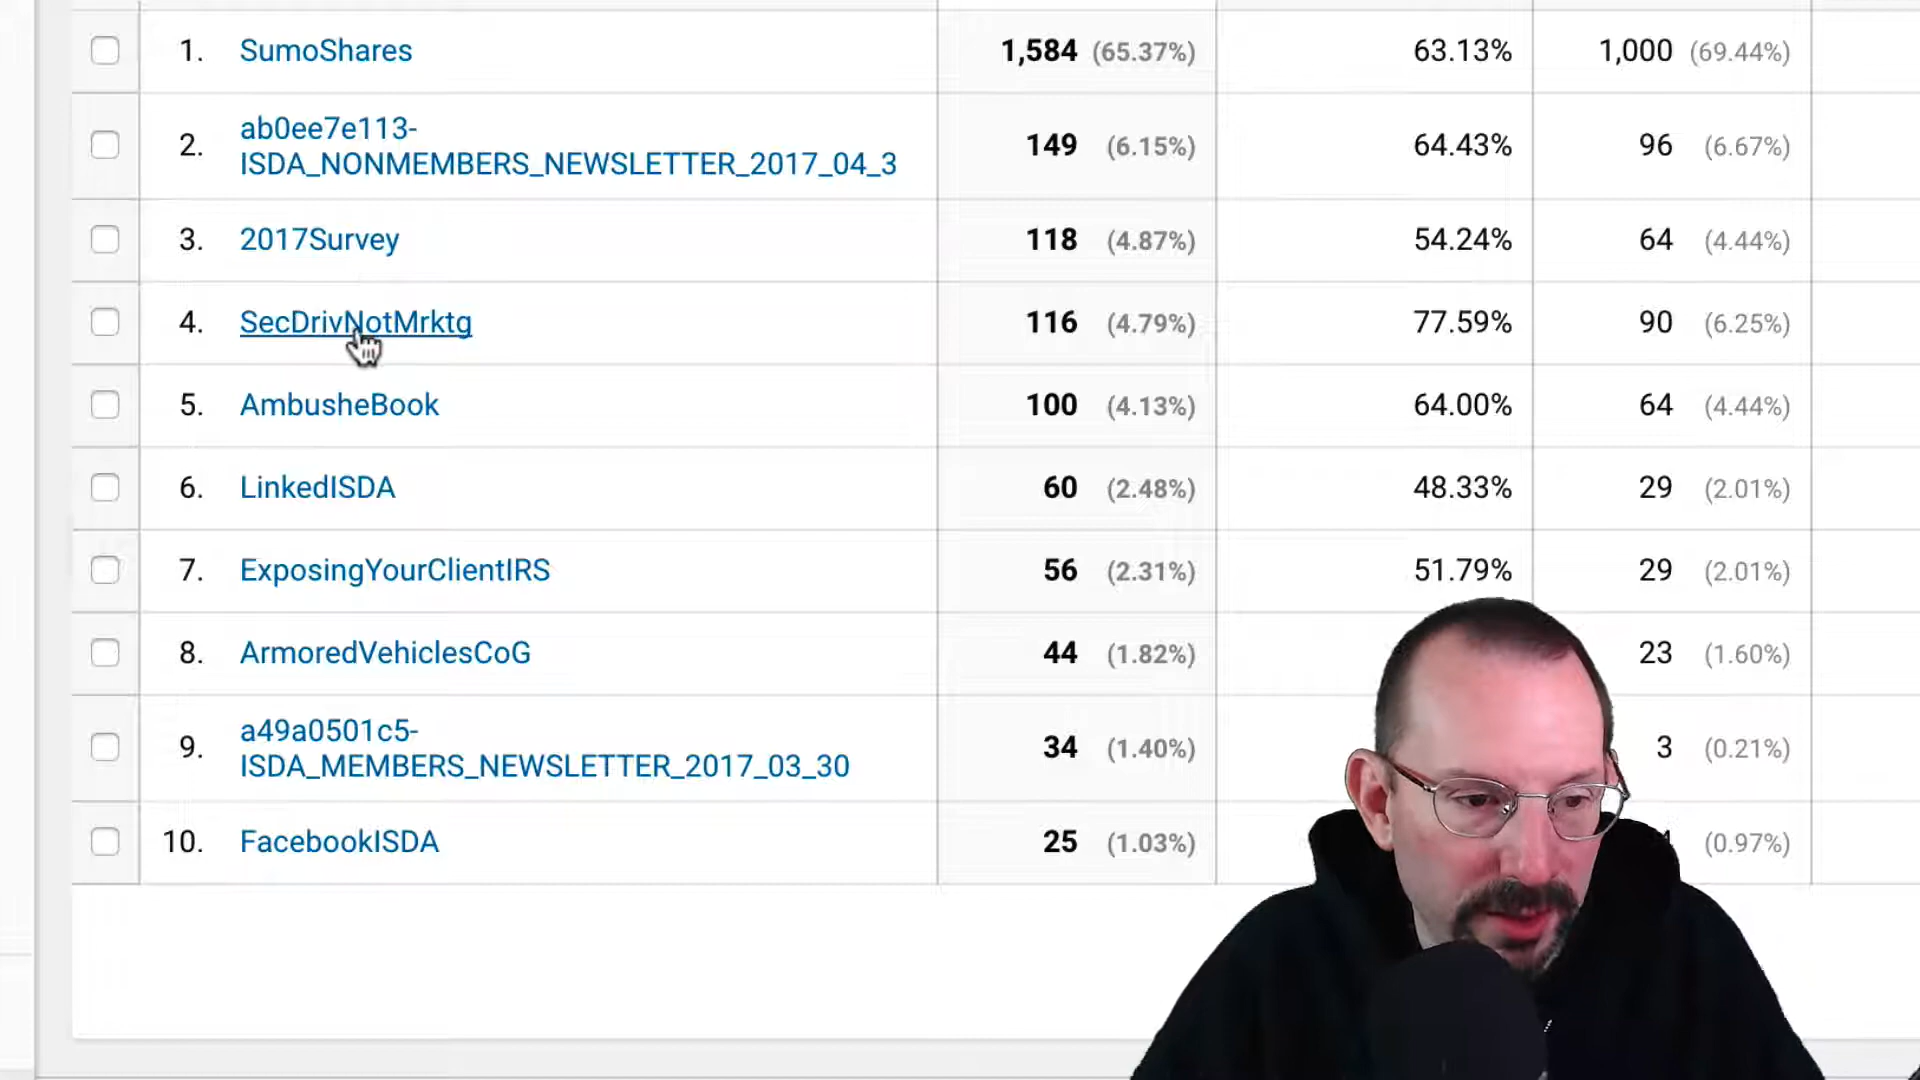 1. SumoShares 1,584 (65.37%) 63.13% 1,000 (69.44%)
2. ab0ee7e113-
ISDA_NONMEMBERS_NEWSLETTER_2017_04_3 149 (6.15%) 64.43% 96 (6.67%)
3. 2017Survey 118 (4.87%) 54.24% 64 (4.44%)
4. SecDrivNotMrktg 116 (4.79%) 77.59% 90 (6.25%)
5. AmbusheBook 100 (4.13%) 64.00% 64 (4.44%)
6. LinkedISDA 60 (2.48%) 48.33% 29 (2.01%)
7. ExposingYourClientIRS 56 (2.31%) 51.79% 29 (2.01%)
8. ArmoredVehiclesCoG 44 (1.82%) 23 (1.60%)
9. a49a0501c5-
ISDA_MEMBERS_NEWSLETTER_2017_03_30 34 (1.40%) 3 (0.21%)
10. FacebookISDA 25 (1.03%) (0.97%)